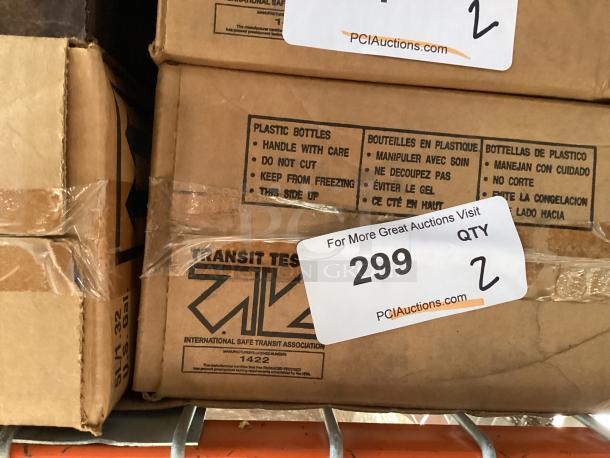 2
PCIAuctions.com
PLASTIC BOTTLES
• HANDLE WITH CARE
• DO NOT CUT
• KEEP FROM FREEZING
• THIS SIDE UP
BOUTEILLES EN PLASTIQUE
• MANIPULER AVEC SOIN
• NE DECOUPEZ PAS
• ÉVITER LE GEL
• CE CTÉ EN HAUT
BOTTELLAS DE PLASTICO
• MANEJAN CON CUIDADO
• NO CORTE
LA CONGELACION
LADO HACIA
For More Great Auctions Visit
299
QTY
2
PCIAuctions.com
TRANSIT TES
INTERNATIONAL SAFE TRANSIT ASSOCIATION
1422
U.S. Gal